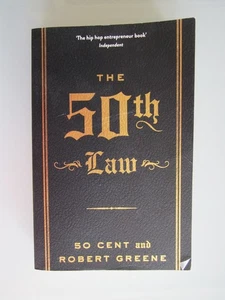 'The hip hop entrepreneur book'
Independent
THE
50th
Law
50 CENT and
ROBERT GREENE